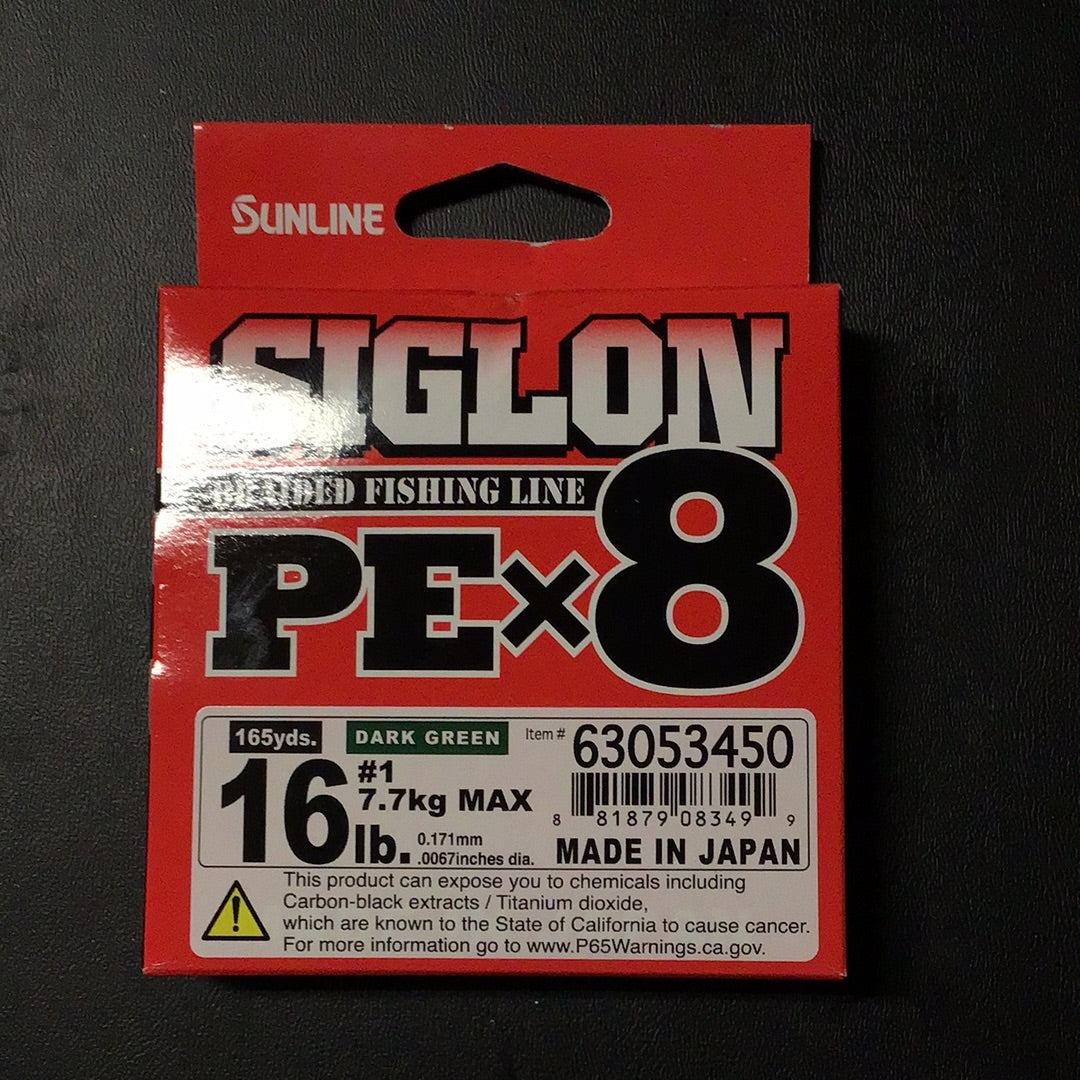 SUNLINE
SIGLON
BRAIDED FISHING LINE
PE×8
165yds. DARK GREEN Item # 63053450
16lb. #1
7.7kg MAX
0.171mm
.0067inches dia.
8 81879 08349 9
MADE IN JAPAN
This product can expose you to chemicals including
Carbon-black extracts / Titanium dioxide,
which are known to the State of California to cause cancer.
For more information go to www.P65Warnings.ca.gov.